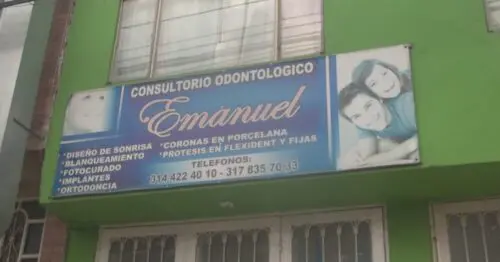 CONSULTORIO ODONTOLOGICO
Emanuel
*DISEÑO DE SONRISA
*BLANQUEAMIENTO
*FOTOCURADO
*IMPLANTES
*ORTODONCIA
*CORONAS EN PORCELANA
*PROTESIS EN FLEXIDENT Y FIJAS
TELEFONOS:
314 422 40 10 - 317 835 70 33